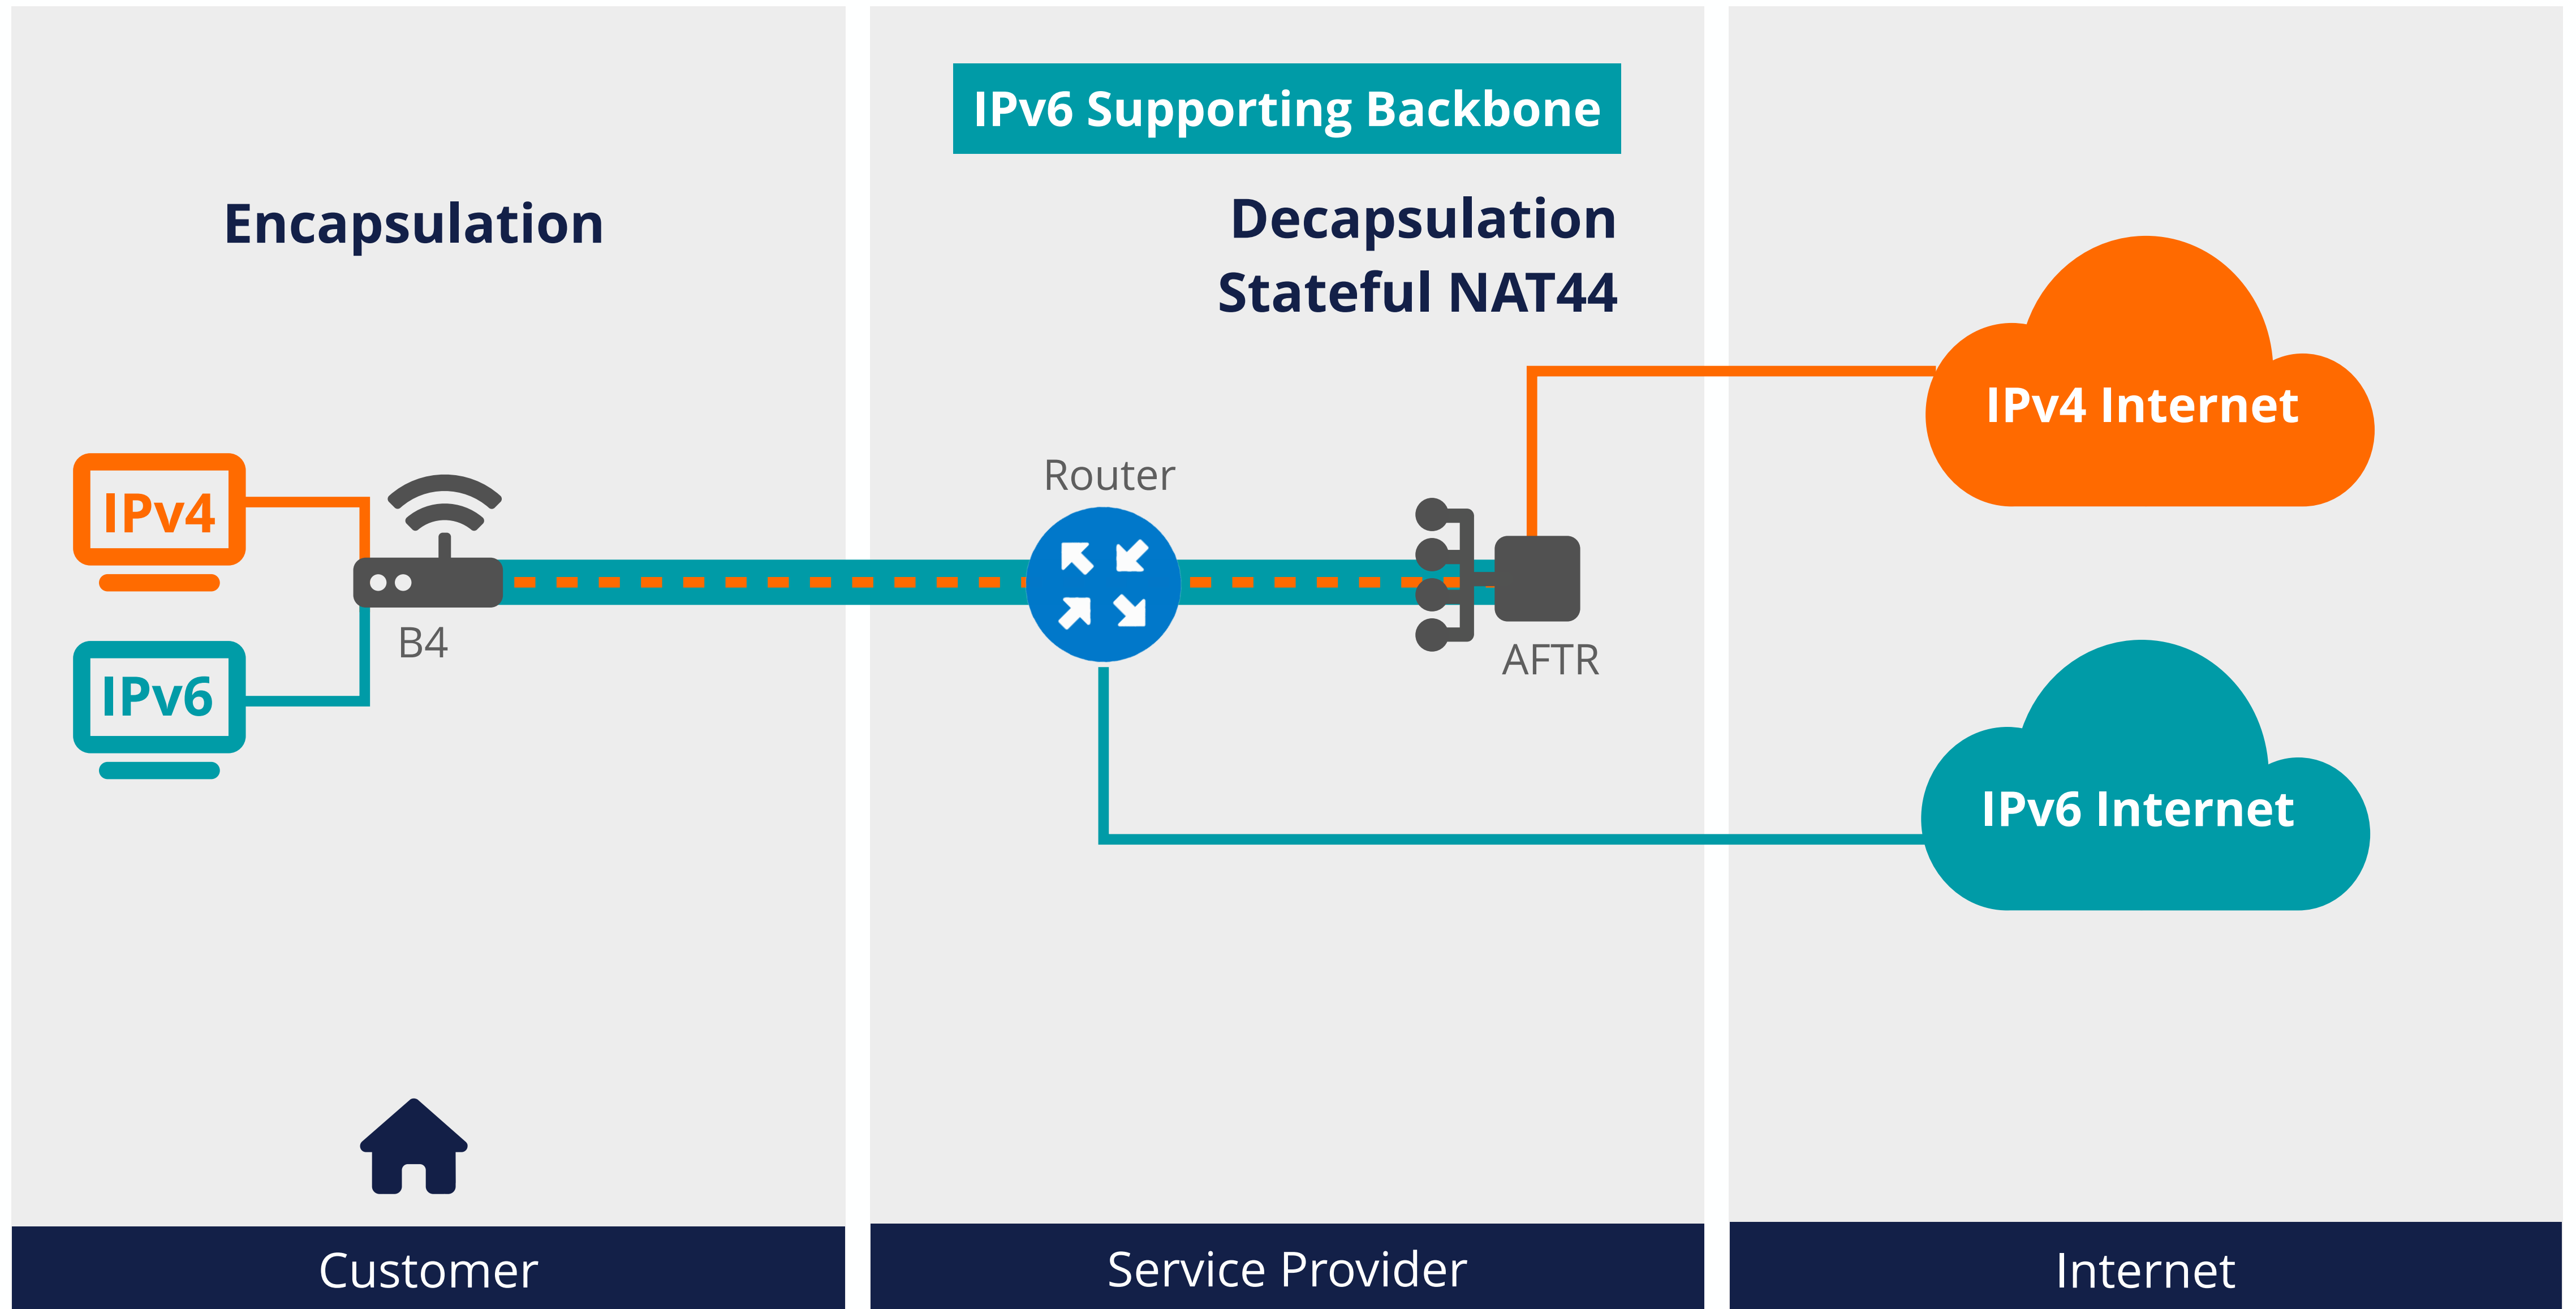 IPv6 Supporting Backbone
Encapsulation
Decapsulation
Stateful NAT44
IPv4 Internet
Router
IPv4
B4
AFTR
IPv6
IPv6 Internet
Customer
Service Provider
Internet